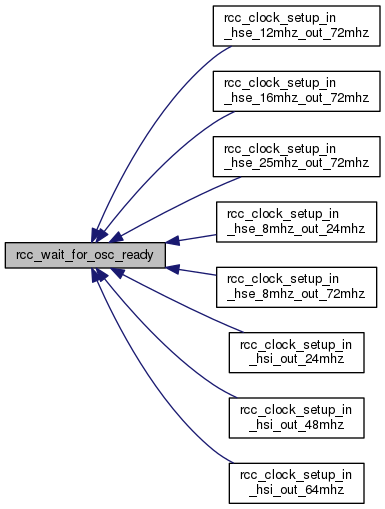 rcc_clock_setup_in
_hse_12mhz_out_72mhz
rcc_clock_setup_in
_hse_16mhz_out_72mhz
rcc_clock_setup_in
_hse_25mhz_out_72mhz
rcc_clock_setup_in
_hse_8mhz_out_24mhz
rcc_wait_for_osc_ready
rcc_clock_setup_in
_hse_8mhz_out_72mhz
rcc_clock_setup_in
_hsi_out_24mhz
rcc_clock_setup_in
_hsi_out_48mhz
rcc_clock_setup_in
_hsi_out_64mhz